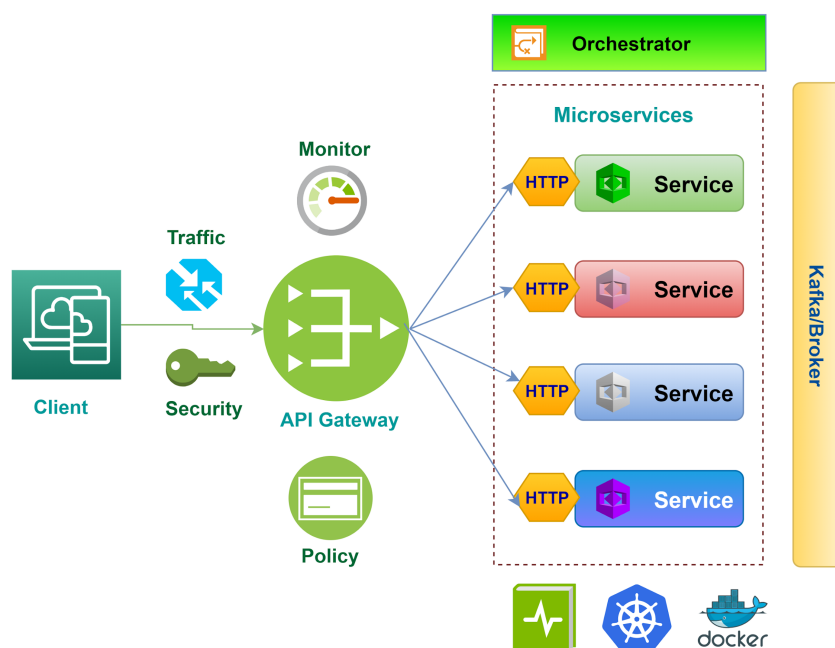 Orchestrator
Microservices
Monitor
HTTP
Service
Traffic
HTTP
Service
Kafka/Broker
Client
Security
API Gateway
HTTP
Service
HTTP
Service
Policy
docker